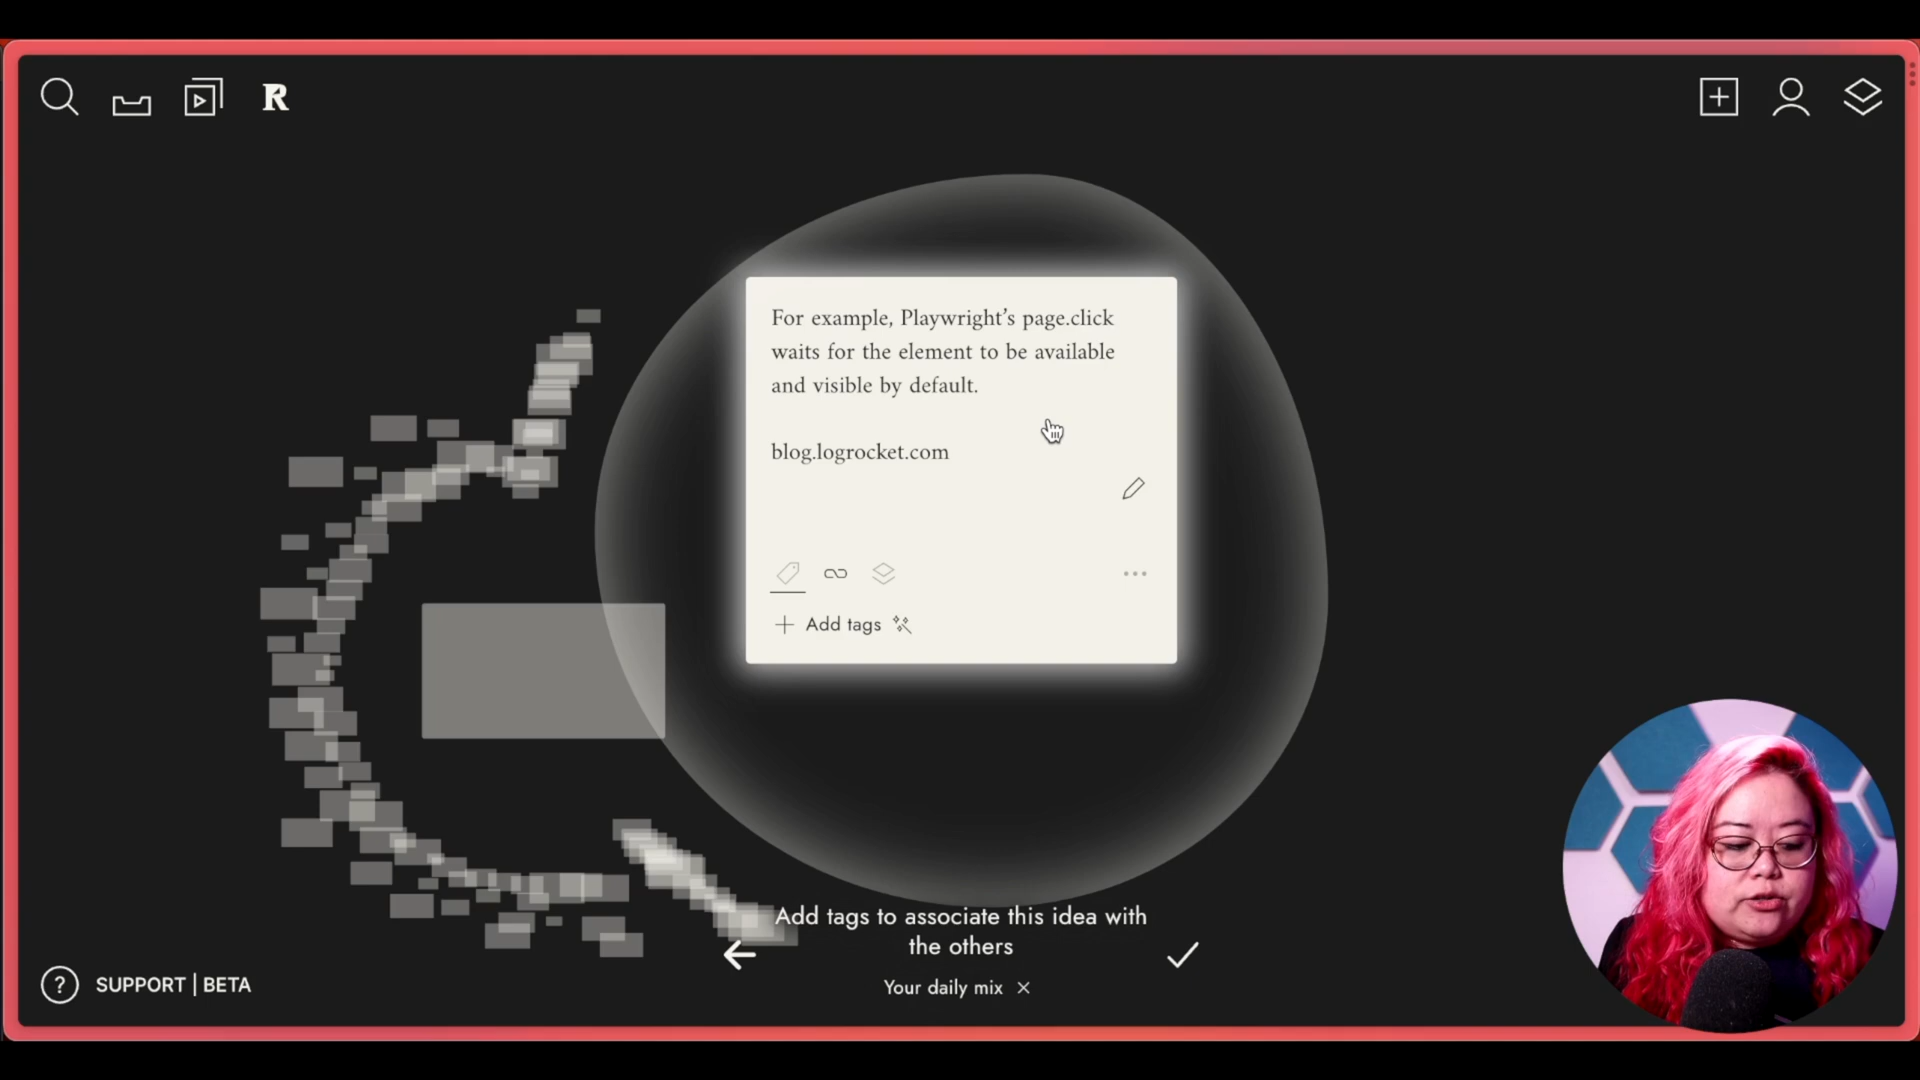 R
For example, Playwright’s page.click
waits for the element to be available
and visible by default.
blog.logrocket.com
Add tags
Add tags to associate this idea with
the others
Your daily mix
? SUPPORT | BETA